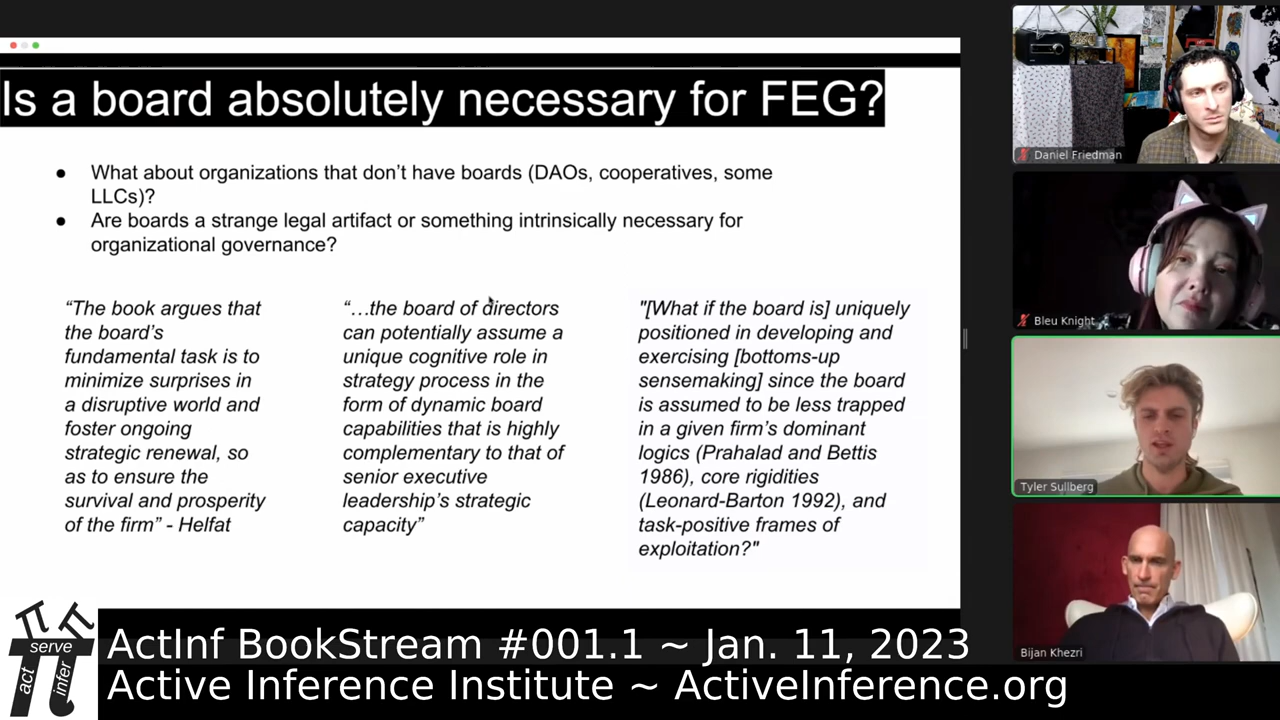 Is a board absolutely necessary for FEG?
● What about organizations that don't have boards (DAOs, cooperatives, some
LLCs)?
● Are boards a strange legal artifact or something intrinsically necessary for
organizational governance?
“The book argues that
the board's
fundamental task is to
minimize surprises in
a disruptive world and
foster ongoing
strategic renewal, so
as to ensure the
survival and prosperity
of the firm” - Helfat
“…the board of directors
can potentially assume a
unique cognitive role in
strategy process in the
form of dynamic board
capabilities that is highly
complementary to that of
senior executive
leadership's strategic
capacity”
"[What if the board is] uniquely
positioned in developing and
exercising [bottoms-up
sensemaking] since the board
is assumed to be less trapped
in a given firm's dominant
logics (Prahalad and Bettis
1986), core rigidities
(Leonard-Barton 1992), and
task-positive frames of
exploitation?"
Daniel Friedman
Bleu Knight
Tyler Sullberg
Bijan Khezri
act
serve
infer
ActInf BookStream #001.1 ~ Jan. 11, 2023
Active Inference Institute ~ ActiveInference.org